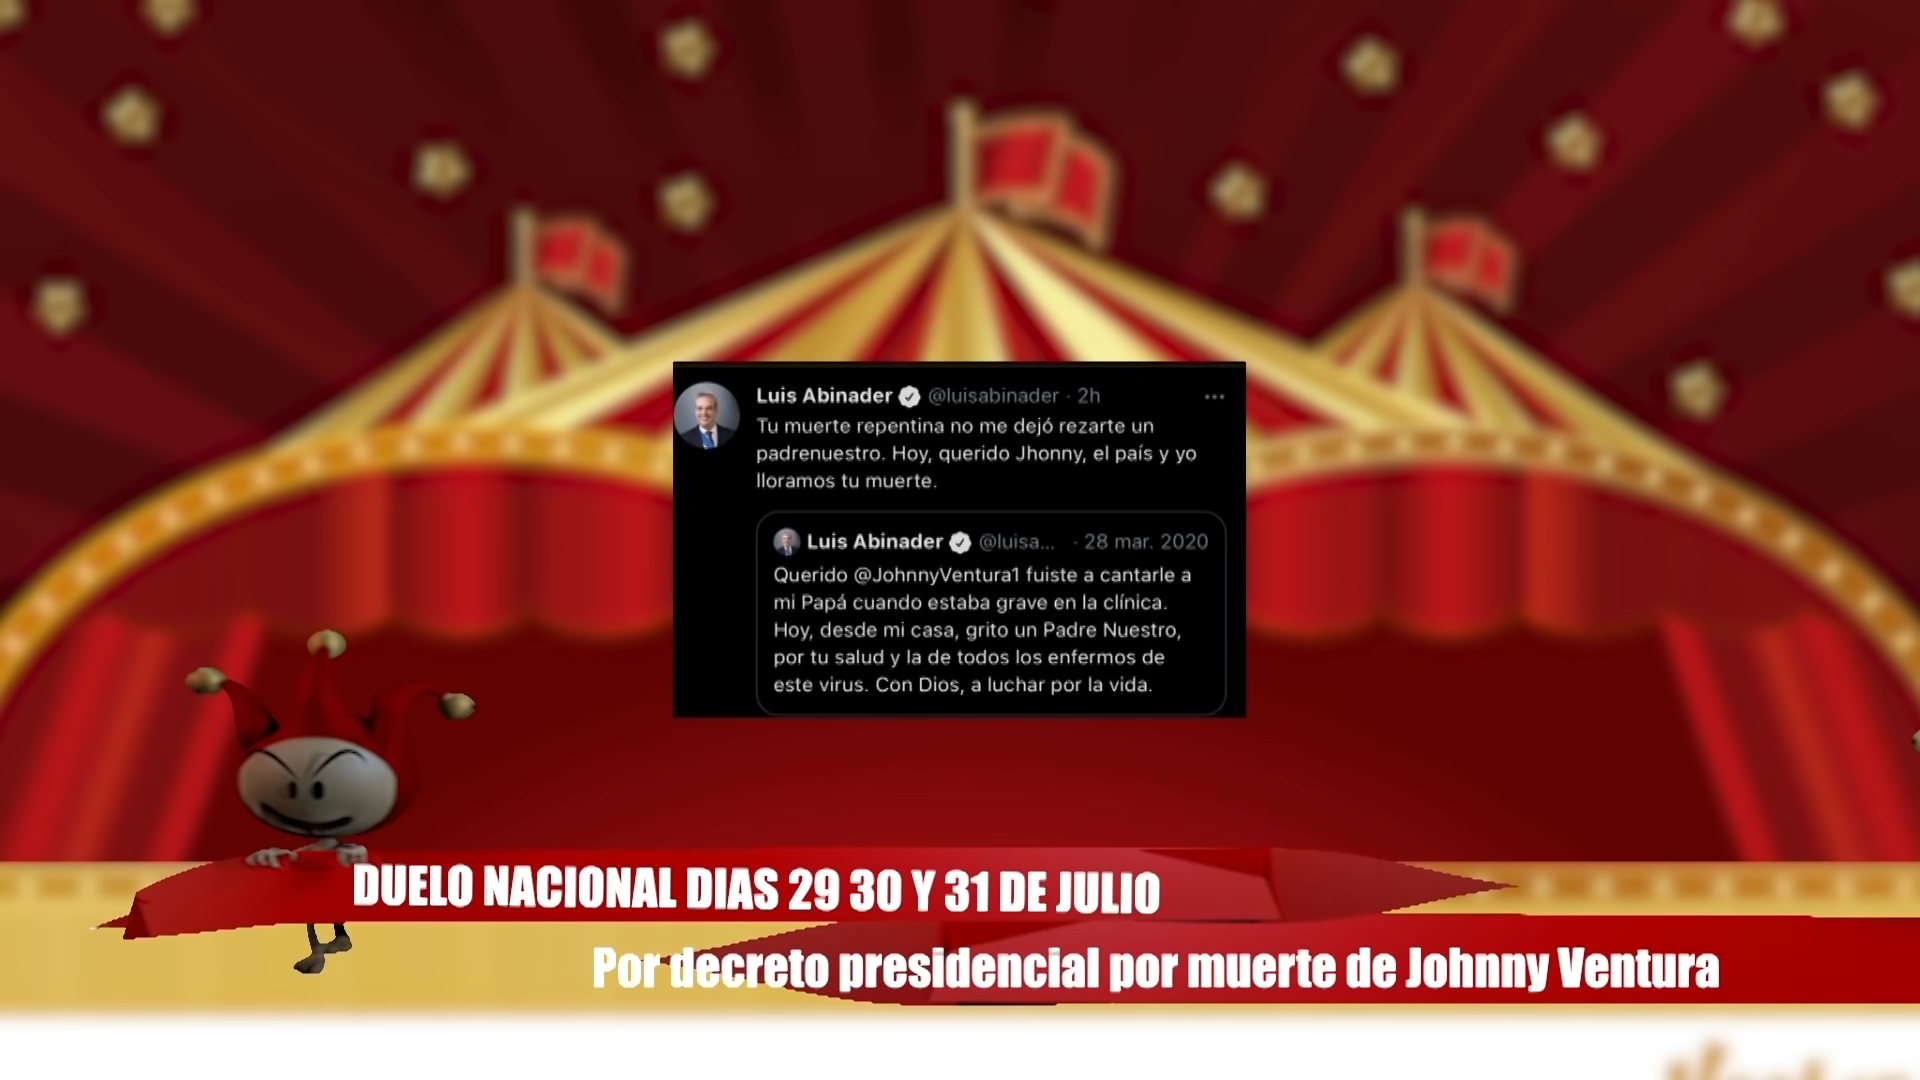 Luis Abinader @luisabinader · 2h
Tu muerte repentina no me dejó rezarte un
padrenuestro. Hoy, querido Jhonny, el país y yo
lloramos tu muerte.
Luis Abinader @luisa... · 28 mar. 2020
Querido @JohnnyVentura1 fuiste a cantarle a
mi Papá cuando estaba grave en la clínica.
Hoy, desde mi casa, grito un Padre Nuestro,
por tu salud y la de todos los enfermos de
este virus. Con Dios, a luchar por la vida.
DUELO NACIONAL DIAS 29 30 Y 31 DE JULIO
Por decreto presidencial por muerte de Johnny Ventura